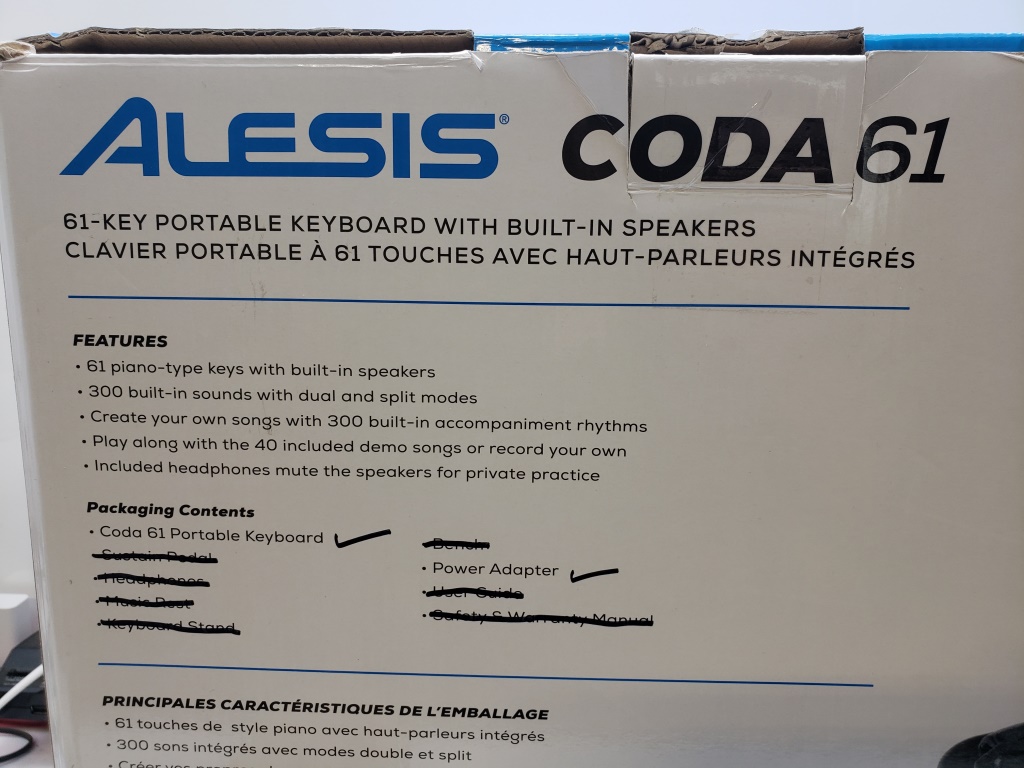 ALESIS® CODA 61
61-KEY PORTABLE KEYBOARD WITH BUILT-IN SPEAKERS
CLAVIER PORTABLE À 61 TOUCHES AVEC HAUT-PARLEURS INTÉGRÉS
FEATURES
• 61 piano-type keys with built-in speakers
• 300 built-in sounds with dual and split modes
• Create your own songs with 300 built-in accompaniment rhythms
• Play along with the 40 included demo songs or record your own
• Included headphones mute the speakers for private practice
Packaging Contents
• Coda 61 Portable Keyboard
• Sustain Pedal
• Headphones
• Music Rest
• Keyboard Stand
• Bench
• Power Adapter
• User Guide
• Safety & Warranty Manual
PRINCIPALES CARACTÉRISTIQUES DE L'EMBALLAGE
• 61 touches de style piano avec haut-parleurs intégrés
• 300 sons intégrés avec modes double et split
• Créer vos